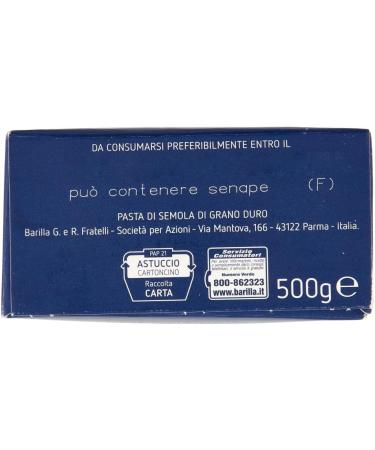 DA CONSUMARSI PREFERIBILMENTE ENTRO IL
può contenere senape (F)
PASTA DI SEMOLA DI GRANO DURO
Barilla G. e R. Fratelli - Società per Azioni - Via Mantova, 166 - 43122 Parma - Italia.
PAP 21
ASTUCCIO
CARTONCINO
Raccolta
CARTA
Servizio
Consumatori
Numero Verde
800-862323
www.barilla.it
500g e